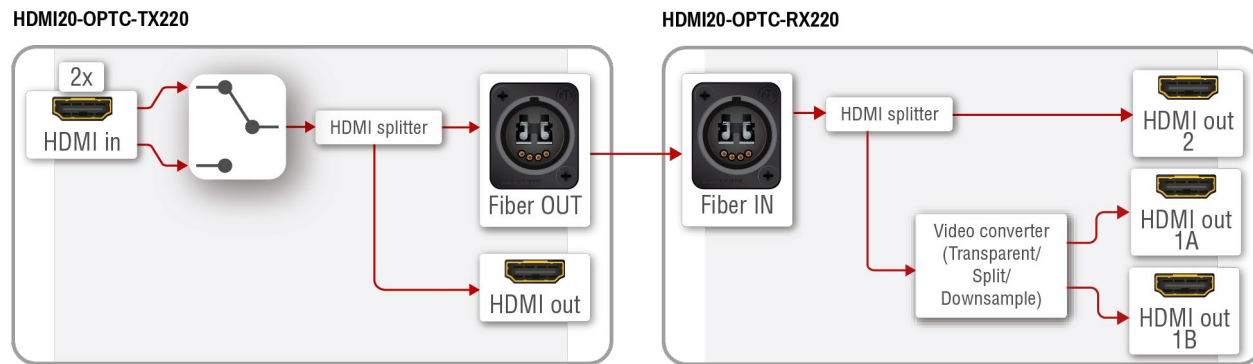 HDMI20-OPTC-TX220
HDMI20-OPTC-RX220
2x
HDMI in
HDMI splitter
Fiber OUT
HDMI out
Fiber IN
HDMI splitter
HDMI out
2
Video converter
(Transparent/
Split/
Downsample)
HDMI out
1A
HDMI out
1B